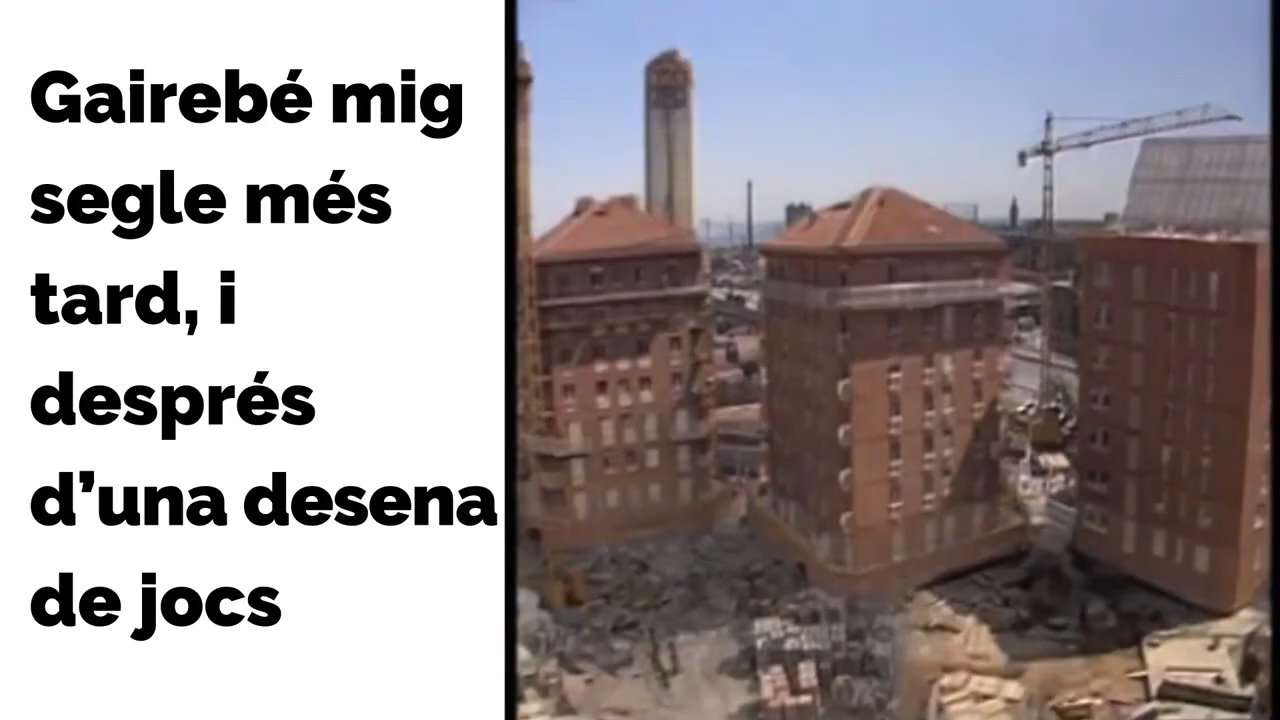 Gairebé mig
segle més
tard, i
després
d’una desena
de jocs